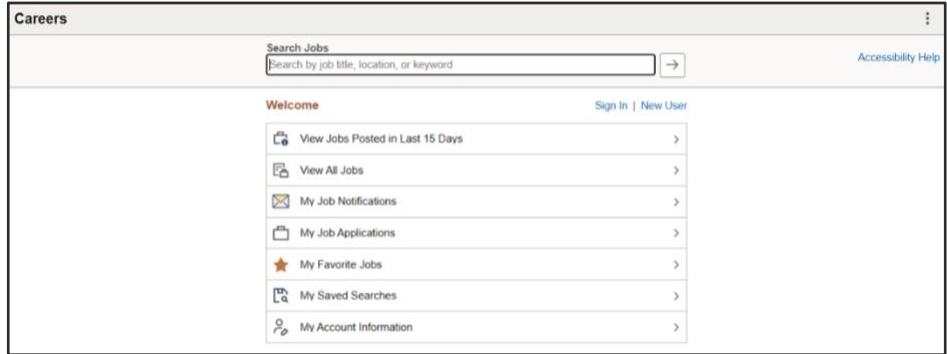 Careers
Search Jobs
Search by job title, location, or keyword
Accessibility Help
Welcome
Sign In | New User
View Jobs Posted in Last 15 Days
View All Jobs
My Job Notifications
My Job Applications
My Favorite Jobs
My Saved Searches
My Account Information